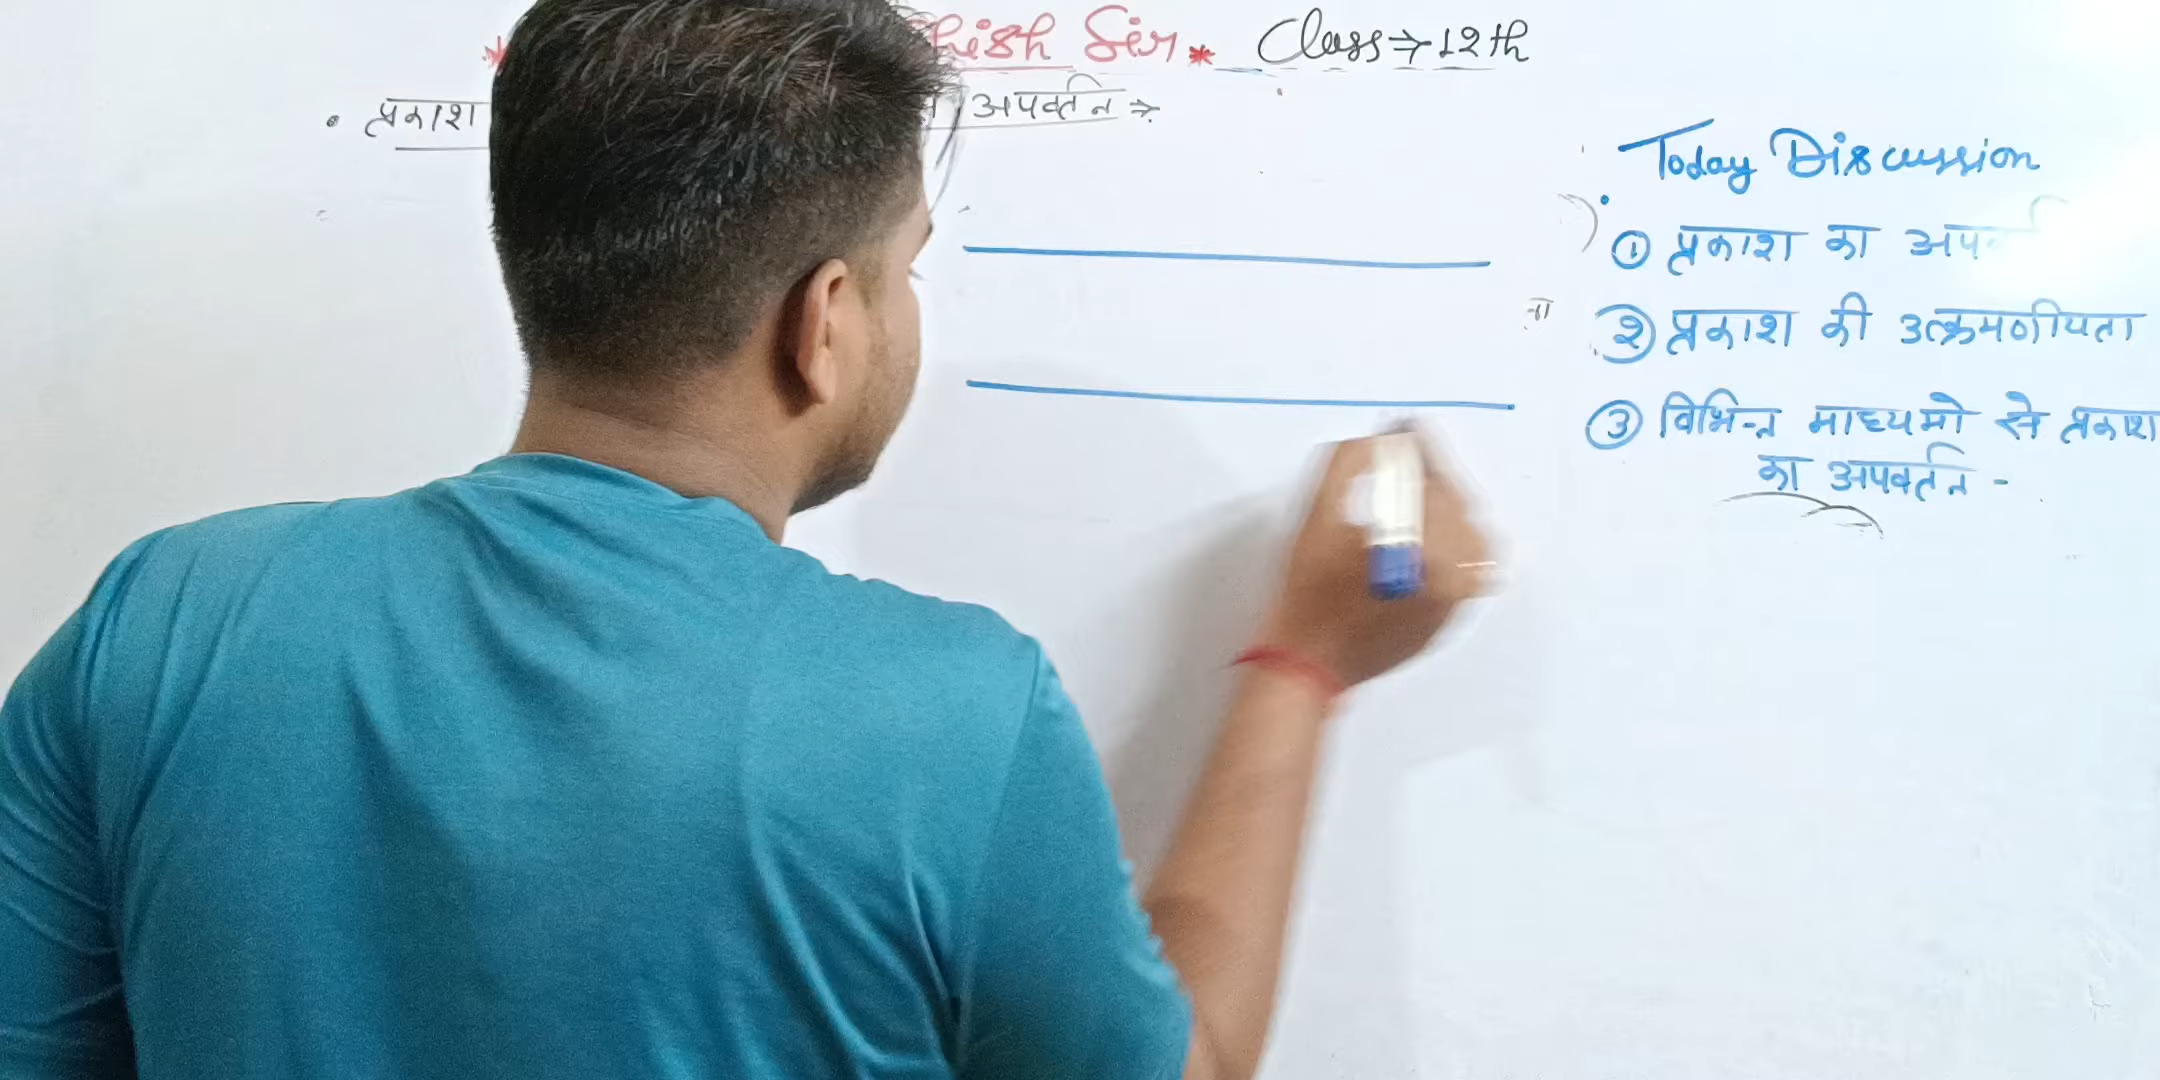 Sir * Class → 12th
• प्रकाश अपवर्तन ⇒
Today Discussion
① प्रकाश का
② प्रकाश की उत्क्रमणीयता
③ विभिन्न माध्यमो से प्रकाश
का अपवर्तन -